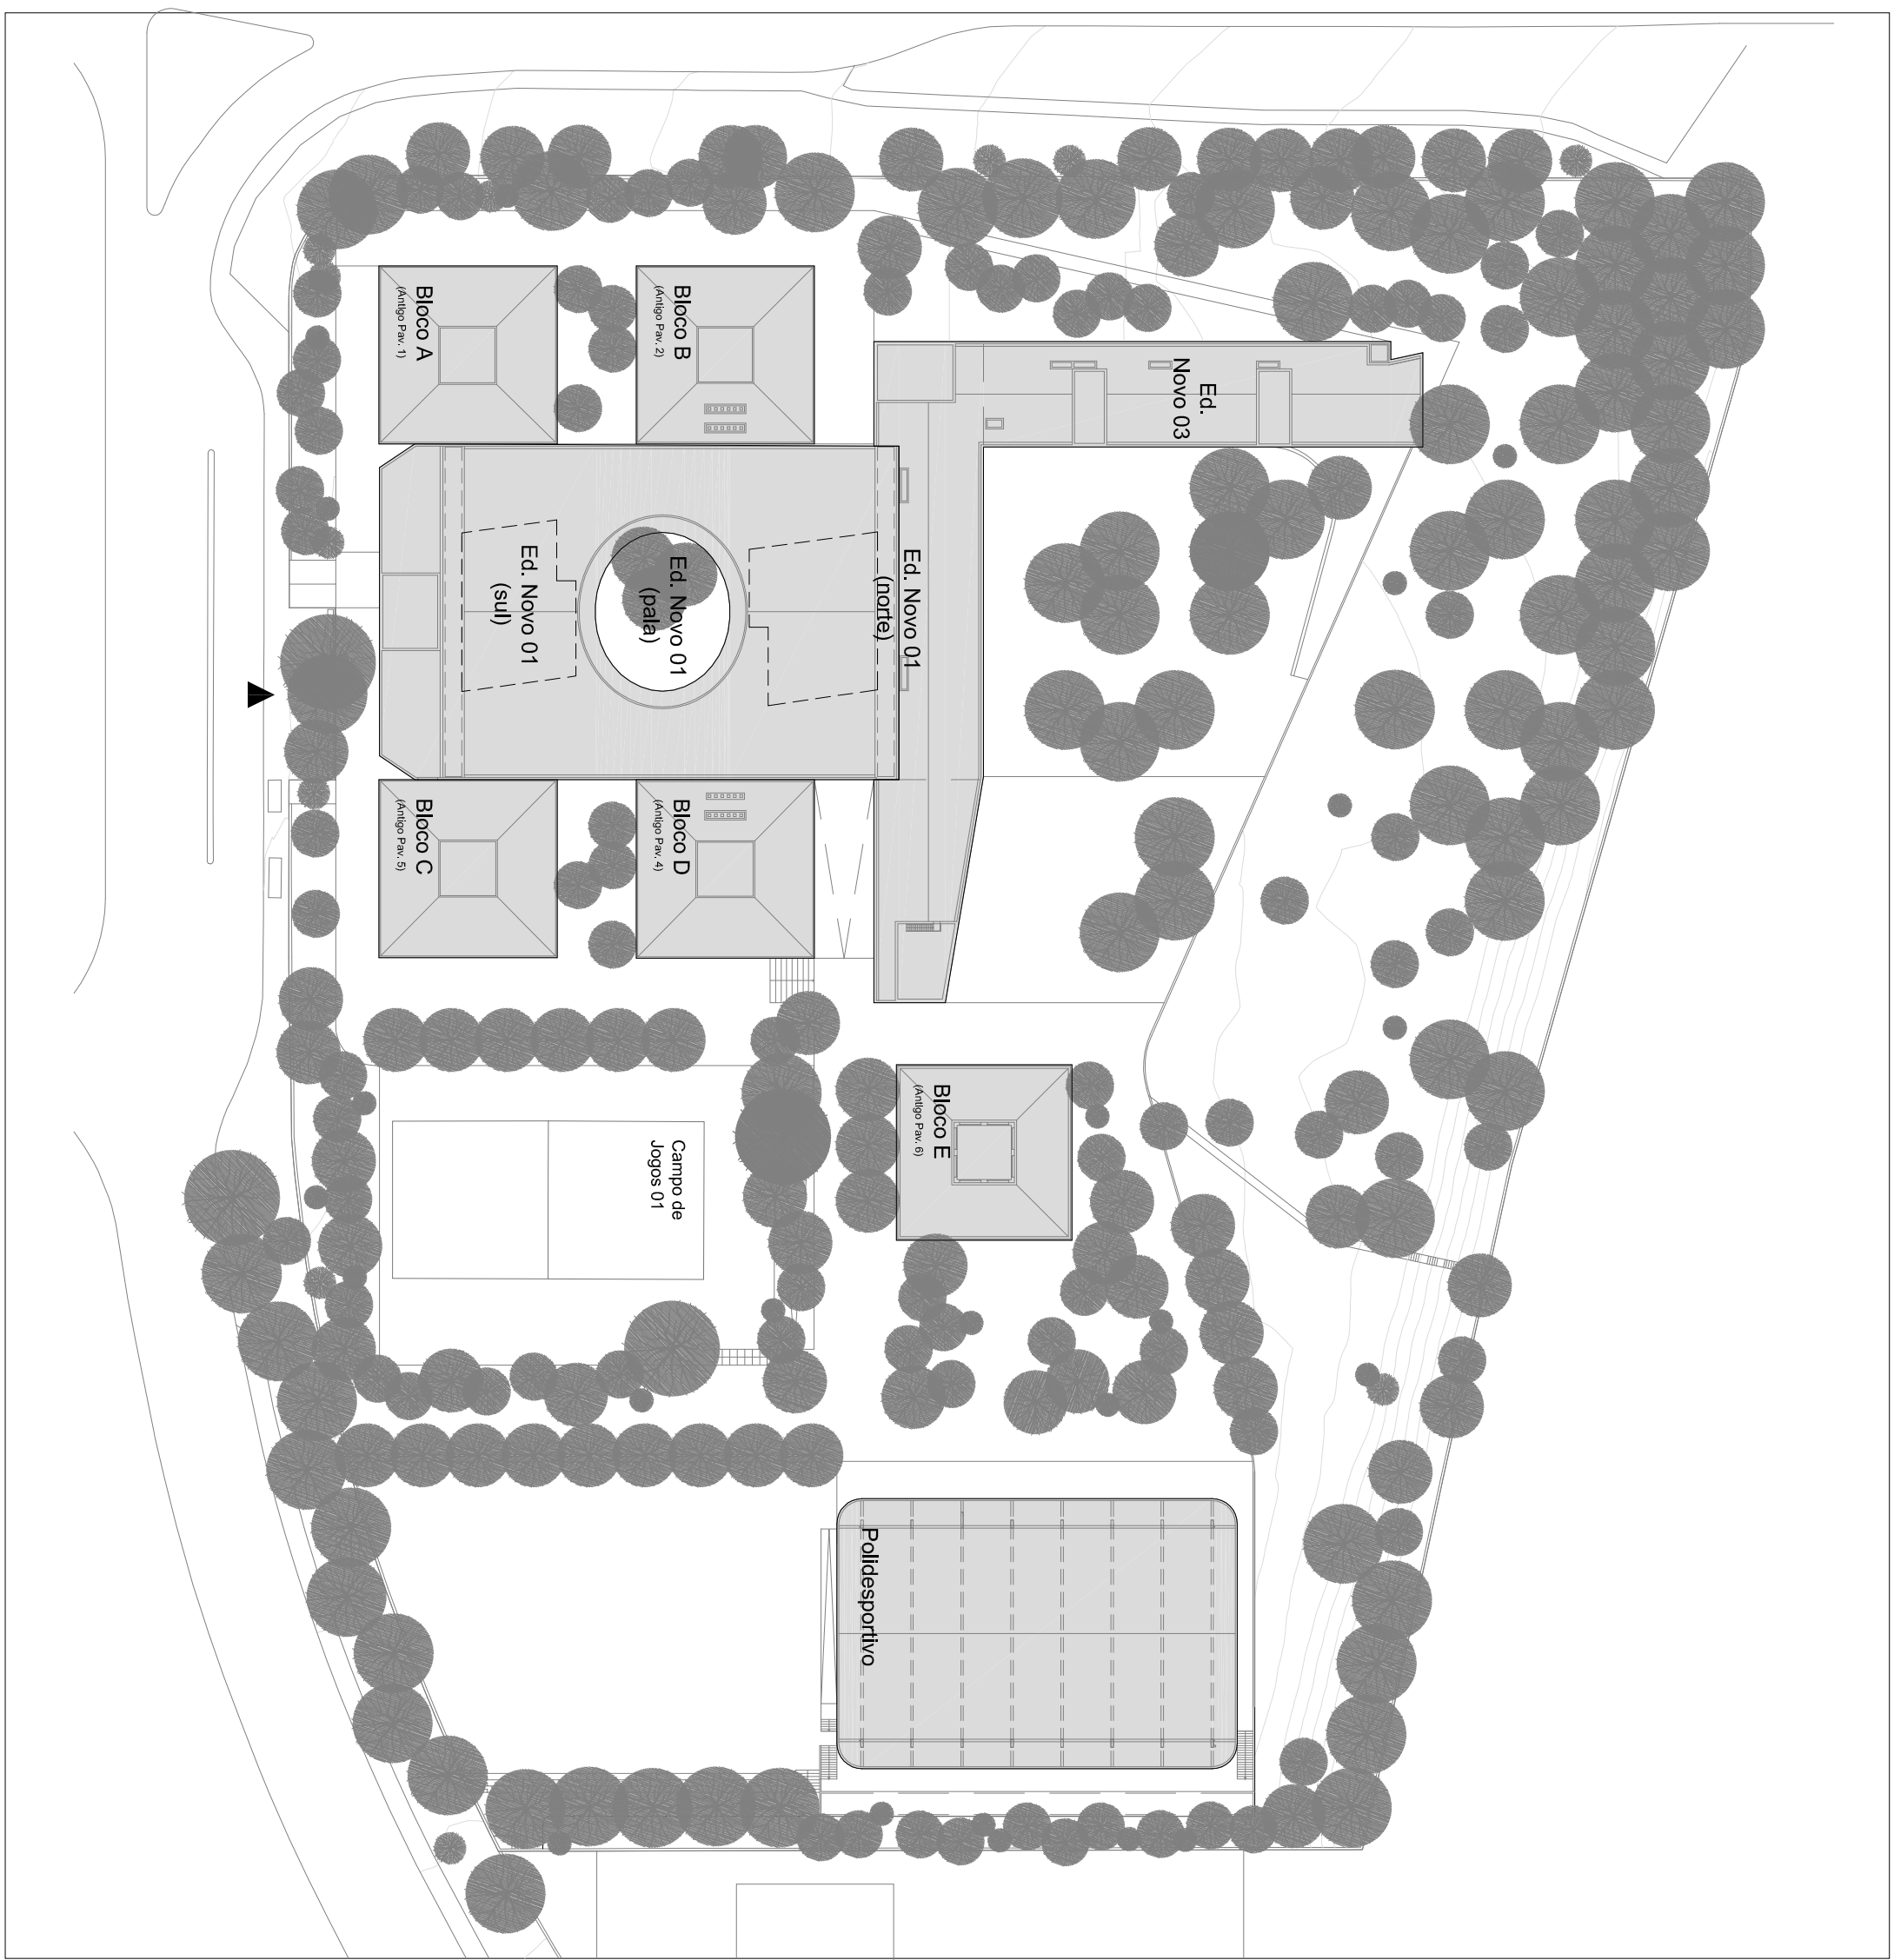 Bloco A
(Antigo Pav. 1)
Bloco B
(Antigo Pav. 2)
Ed.
Novo 03
Ed. Novo 01
(sul)
Ed. Novo 01
(pala)
Ed. Novo 01
(norte)
Bloco C
(Antigo Pav. 5)
Bloco D
(Antigo Pav. 4)
Bloco E
(Antigo Pav. 6)
Campo de
Jogos 01
Polidesportivo